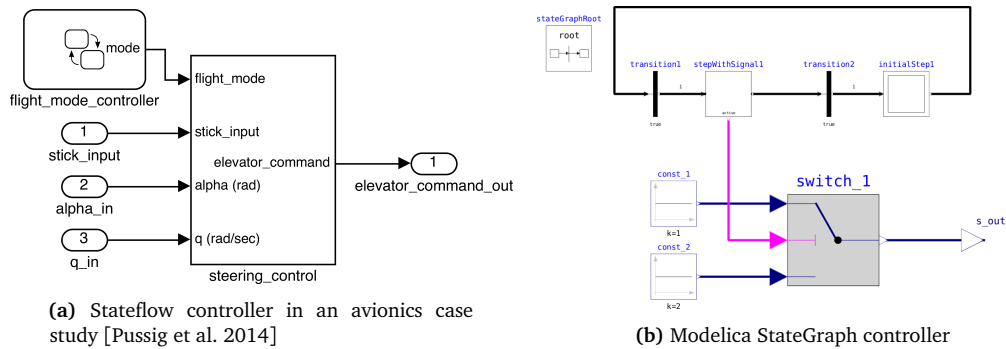 mode
flight_mode_controller
flight_mode
1
stick_input
stick_input
elevator_command
1
elevator_command_out
2
alpha_in
alpha (rad)
3
q_in
q (rad/sec)
steering_control
(a) Stateflow controller in an avionics case
study [Pussig et al. 2014]
stateGraphRoot
root
transition1
stepWithSignal1
transition2
initialStep1
1
1
active
true
true
const_1
k=1
switch_1
s_out
const_2
k=2
(b) Modelica StateGraph controller